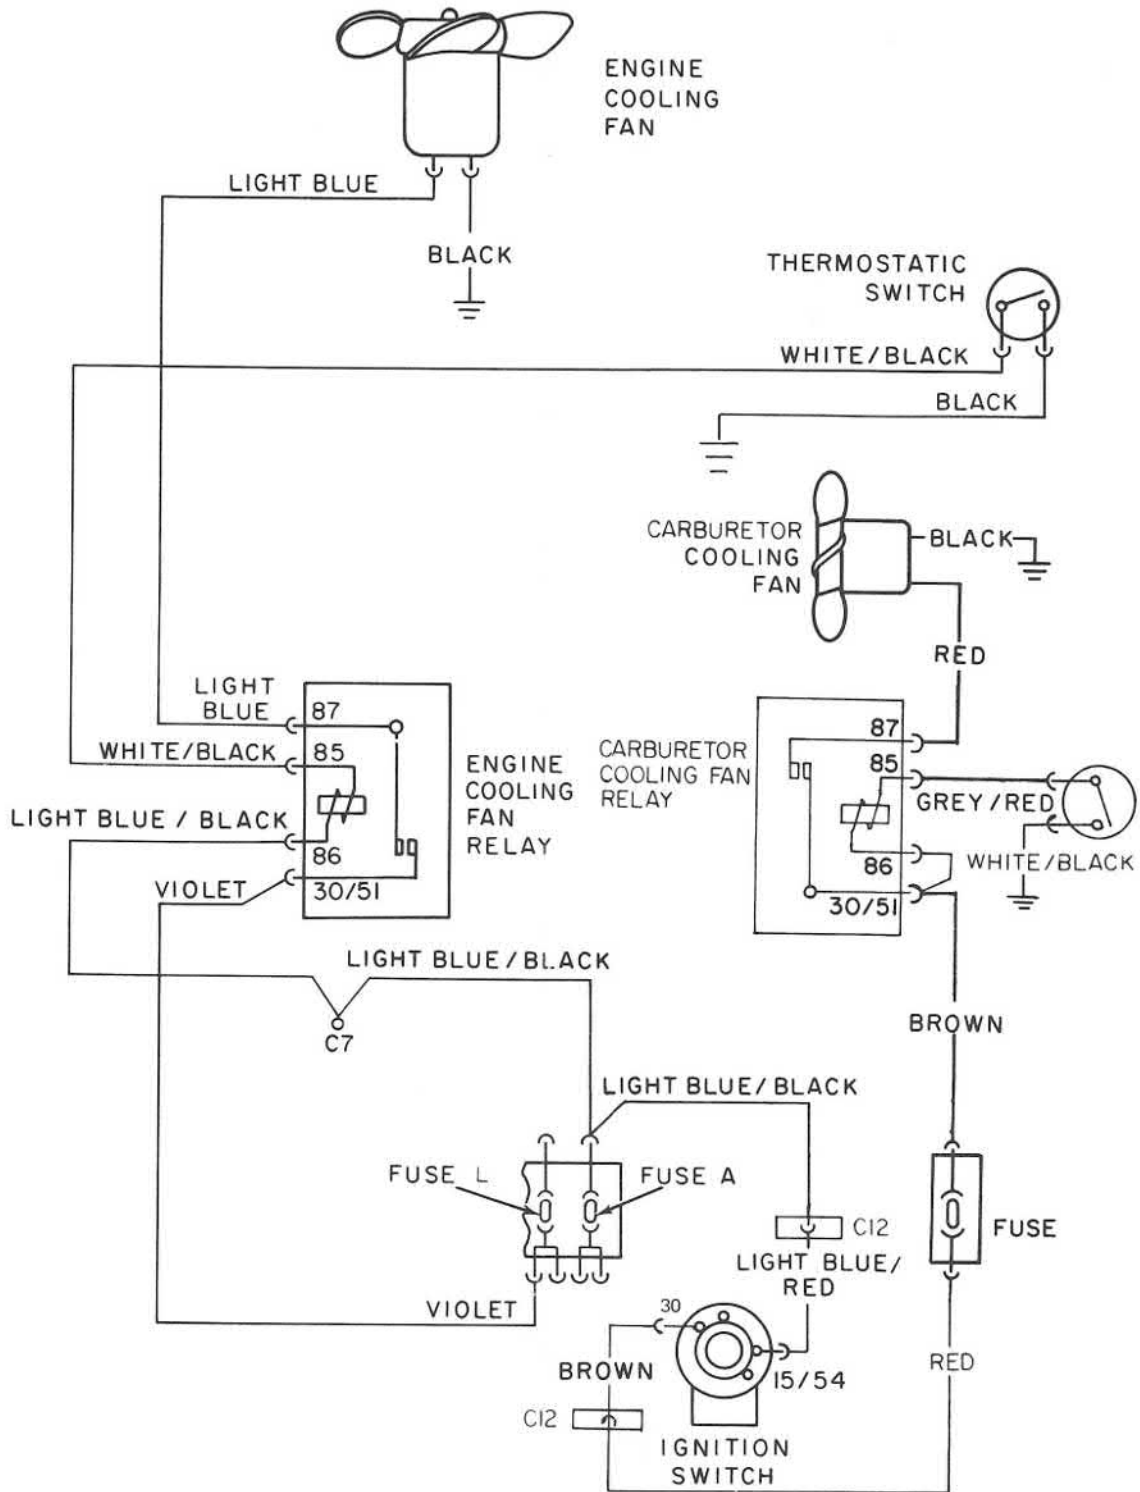 ENGINE
COOLING
FAN
LIGHT BLUE
BLACK
THERMOSTATIC
SWITCH
WHITE/BLACK
BLACK
CARBURETOR
COOLING
FAN
BLACK
RED
LIGHT
BLUE
87
WHITE/BLACK
85
LIGHT BLUE / BLACK
86
VIOLET
30/51
ENGINE
COOLING
FAN
RELAY
CARBURETOR
COOLING FAN
RELAY
87
85
GREY/RED
86
WHITE/BLACK
30/51
LIGHT BLUE/BLACK
C7
BROWN
LIGHT BLUE/BLACK
FUSE L
FUSE A
C12
FUSE
LIGHT BLUE/
RED
VIOLET
30
BROWN
15/54
RED
C12
IGNITION
SWITCH